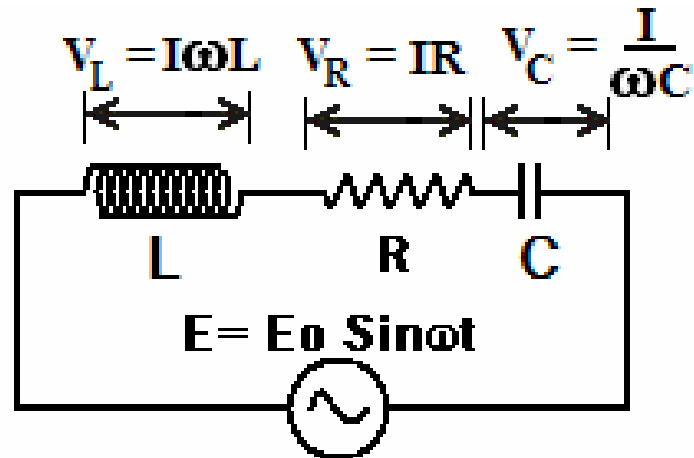 V_L = IωL V_R = IR V_C = I/ωC
L R C
E= Eo Sinωt